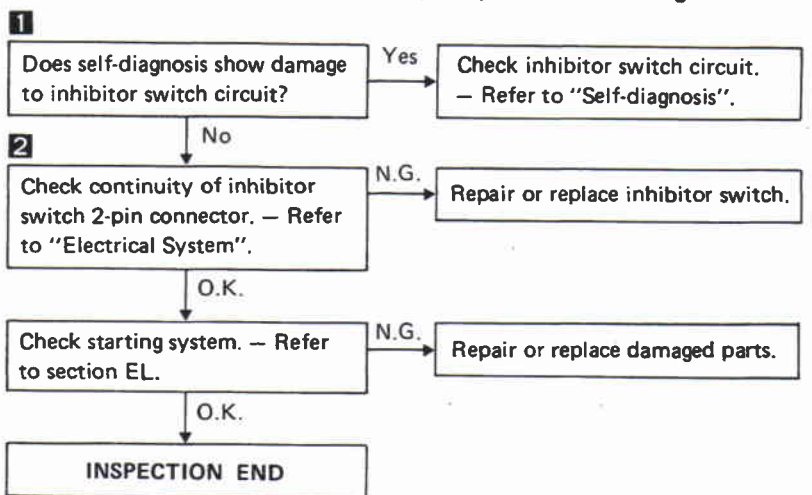 1
Does self-diagnosis show damage
to inhibitor switch circuit?
Yes
Check inhibitor switch circuit.
— Refer to "Self-diagnosis".
No
2
Check continuity of inhibitor
switch 2-pin connector. — Refer
to "Electrical System".
N.G.
Repair or replace inhibitor switch.
O.K.
Check starting system. — Refer
to section EL.
N.G.
Repair or replace damaged parts.
O.K.
INSPECTION END